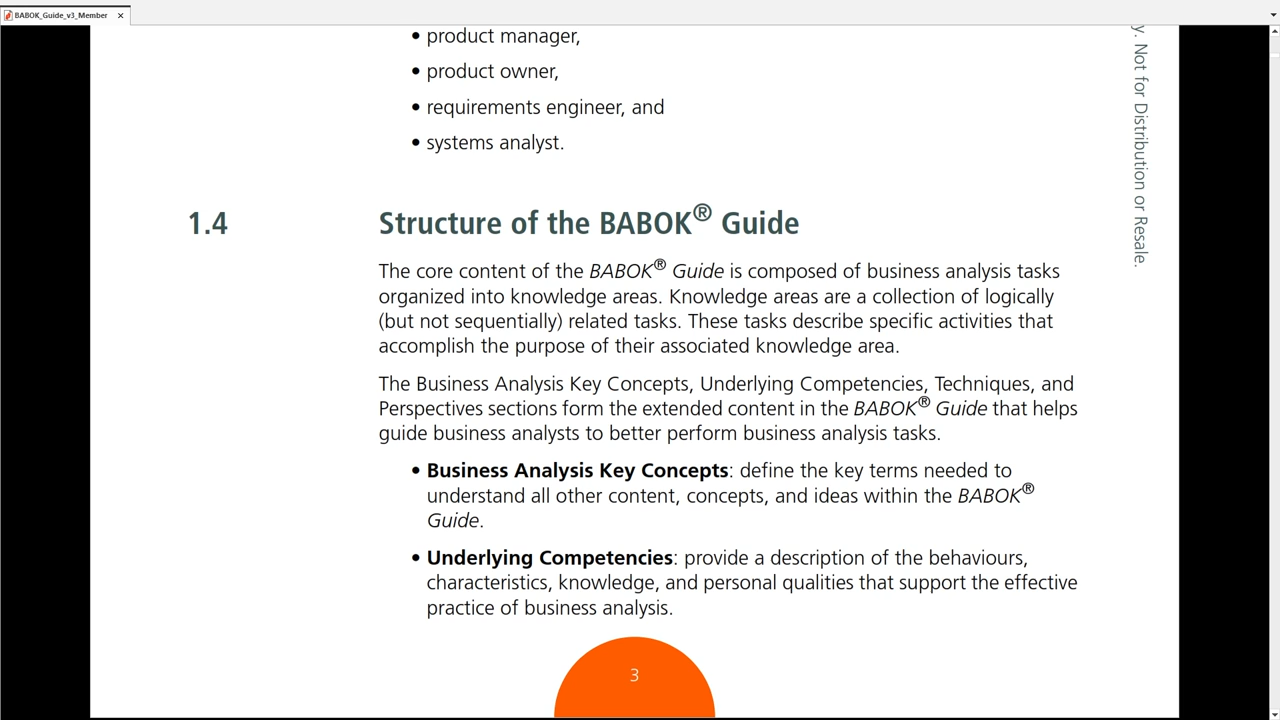 BABOK_Guide_v3_Member
• product manager,
• product owner,
• requirements engineer, and
• systems analyst.
y. Not for Distribution or Resale.
1.4 Structure of the BABOK® Guide
The core content of the BABOK® Guide is composed of business analysis tasks
organized into knowledge areas. Knowledge areas are a collection of logically
(but not sequentially) related tasks. These tasks describe specific activities that
accomplish the purpose of their associated knowledge area.
The Business Analysis Key Concepts, Underlying Competencies, Techniques, and
Perspectives sections form the extended content in the BABOK® Guide that helps
guide business analysts to better perform business analysis tasks.
• Business Analysis Key Concepts: define the key terms needed to
understand all other content, concepts, and ideas within the BABOK®
Guide.
• Underlying Competencies: provide a description of the behaviours,
characteristics, knowledge, and personal qualities that support the effective
practice of business analysis.
3